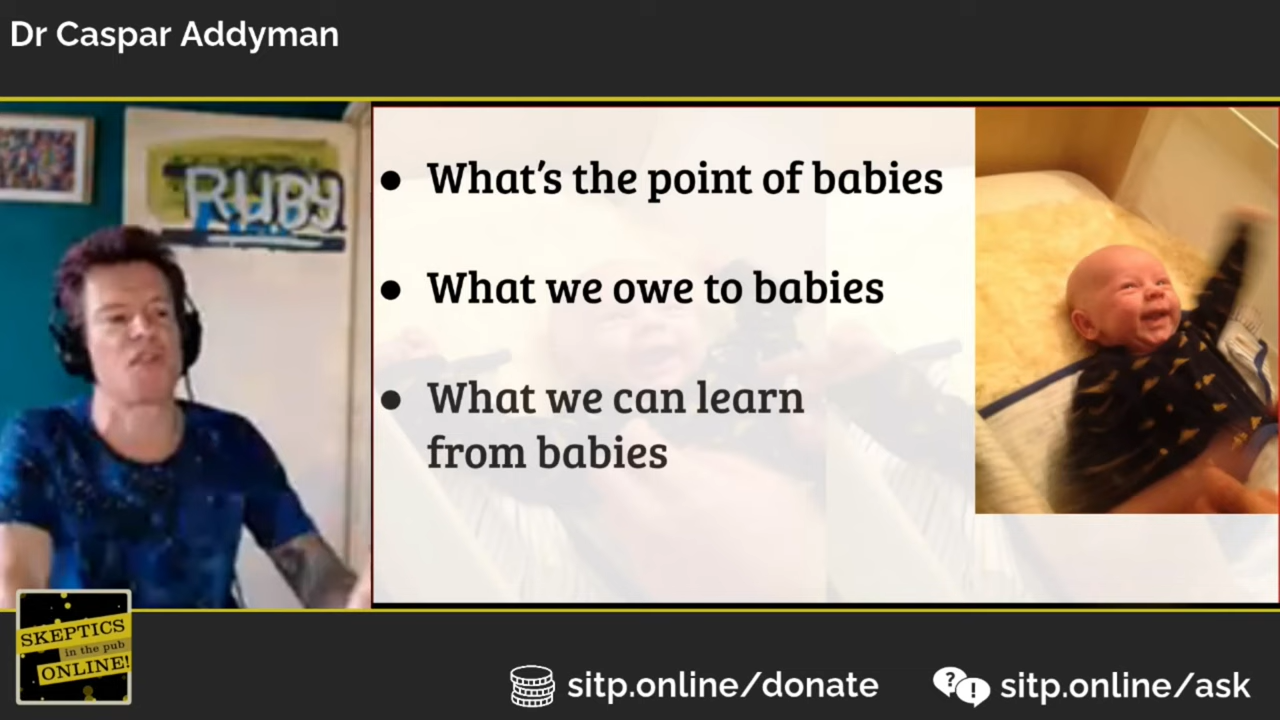 Dr Caspar Addyman
RUBY
● What's the point of babies
● What we owe to babies
● What we can learn
from babies
SKEPTICS
in the pub
ONLINE!
sitp.online/donate
sitp.online/ask